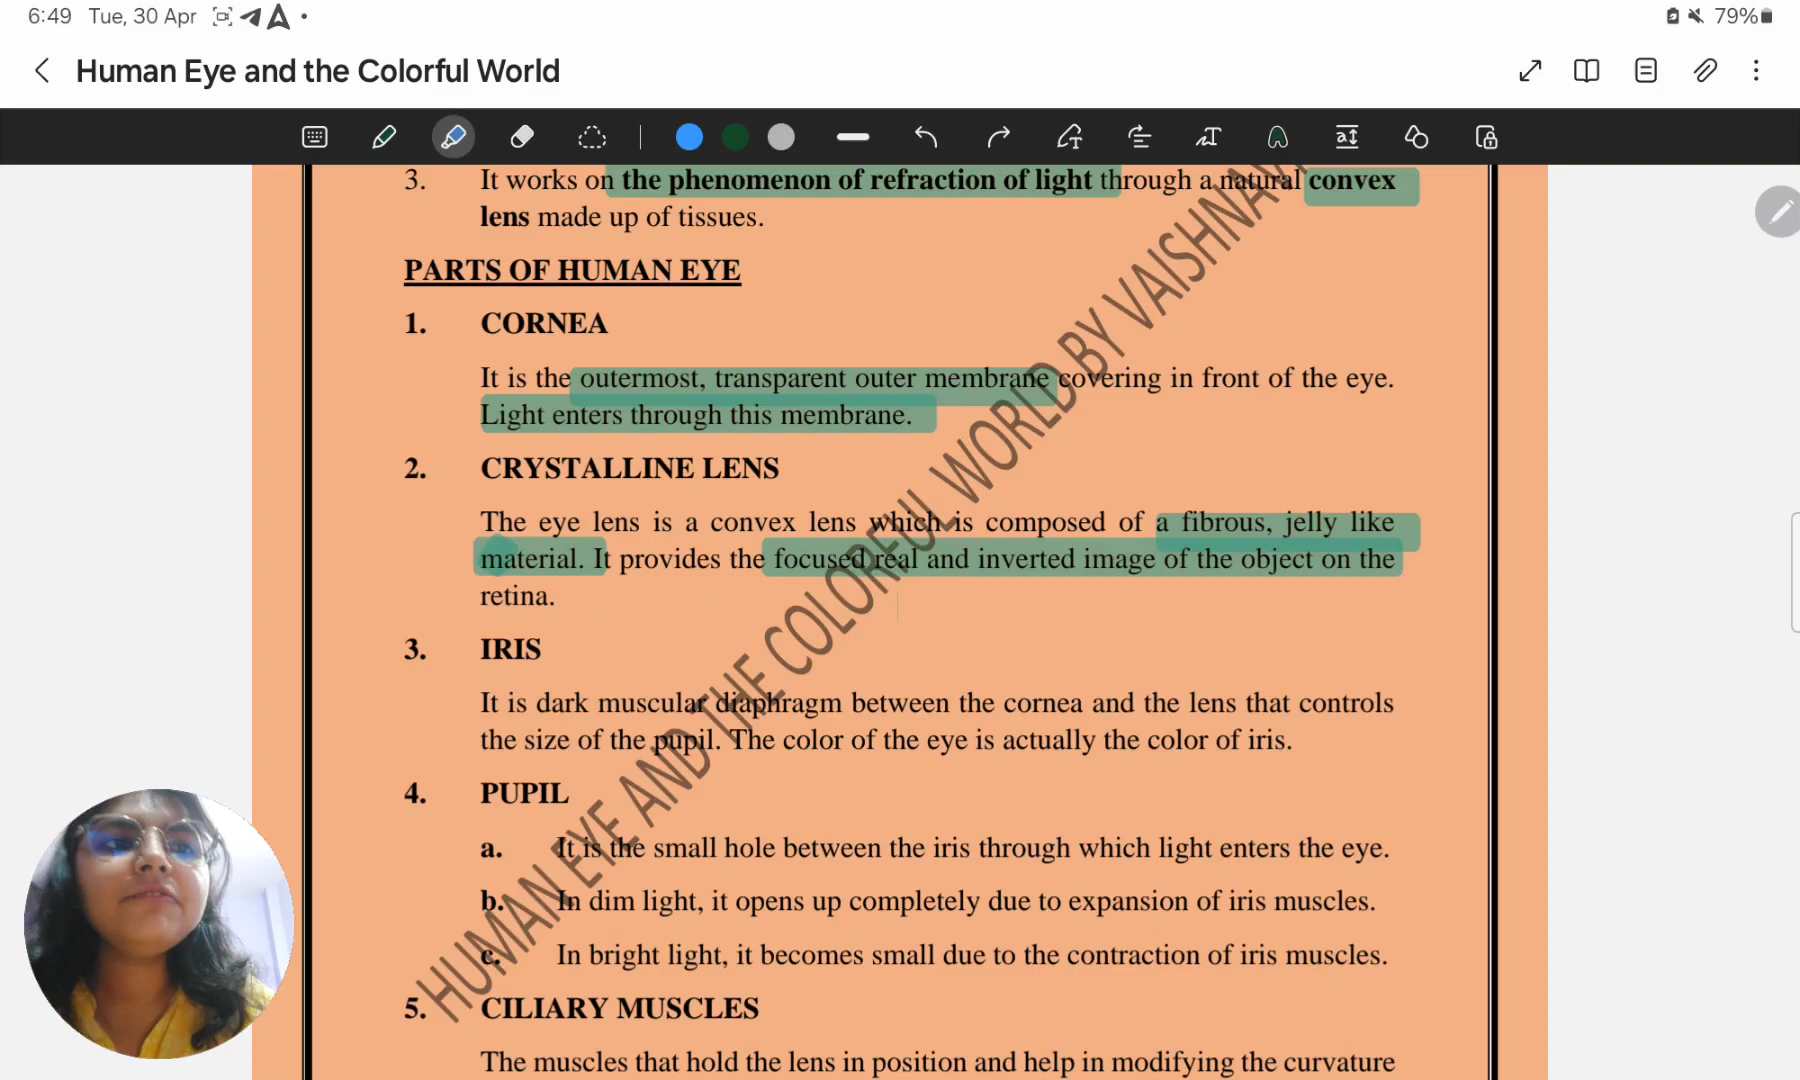 6:49 Tue, 30 Apr
79%
Human Eye and the Colorful World
3. It works on the phenomenon of refraction of light through a natural convex
lens made up of tissues.
PARTS OF HUMAN EYE
1. CORNEA
It is the outermost, transparent outer membrane covering in front of the eye.
Light enters through this membrane.
2. CRYSTALLINE LENS
The eye lens is a convex lens which is composed of a fibrous, jelly like
material. It provides the focused real and inverted image of the object on the
retina.
3. IRIS
It is dark muscular diaphragm between the cornea and the lens that controls
the size of the pupil. The color of the eye is actually the color of iris.
4. PUPIL
a. It is the small hole between the iris through which light enters the eye.
b. In dim light, it opens up completely due to expansion of iris muscles.
c. In bright light, it becomes small due to the contraction of iris muscles.
5. CILIARY MUSCLES
The muscles that hold the lens in position and help in modifying the curvature
HUMAN EYE AND THE COLORFUL WORLD BY VAISHNAV